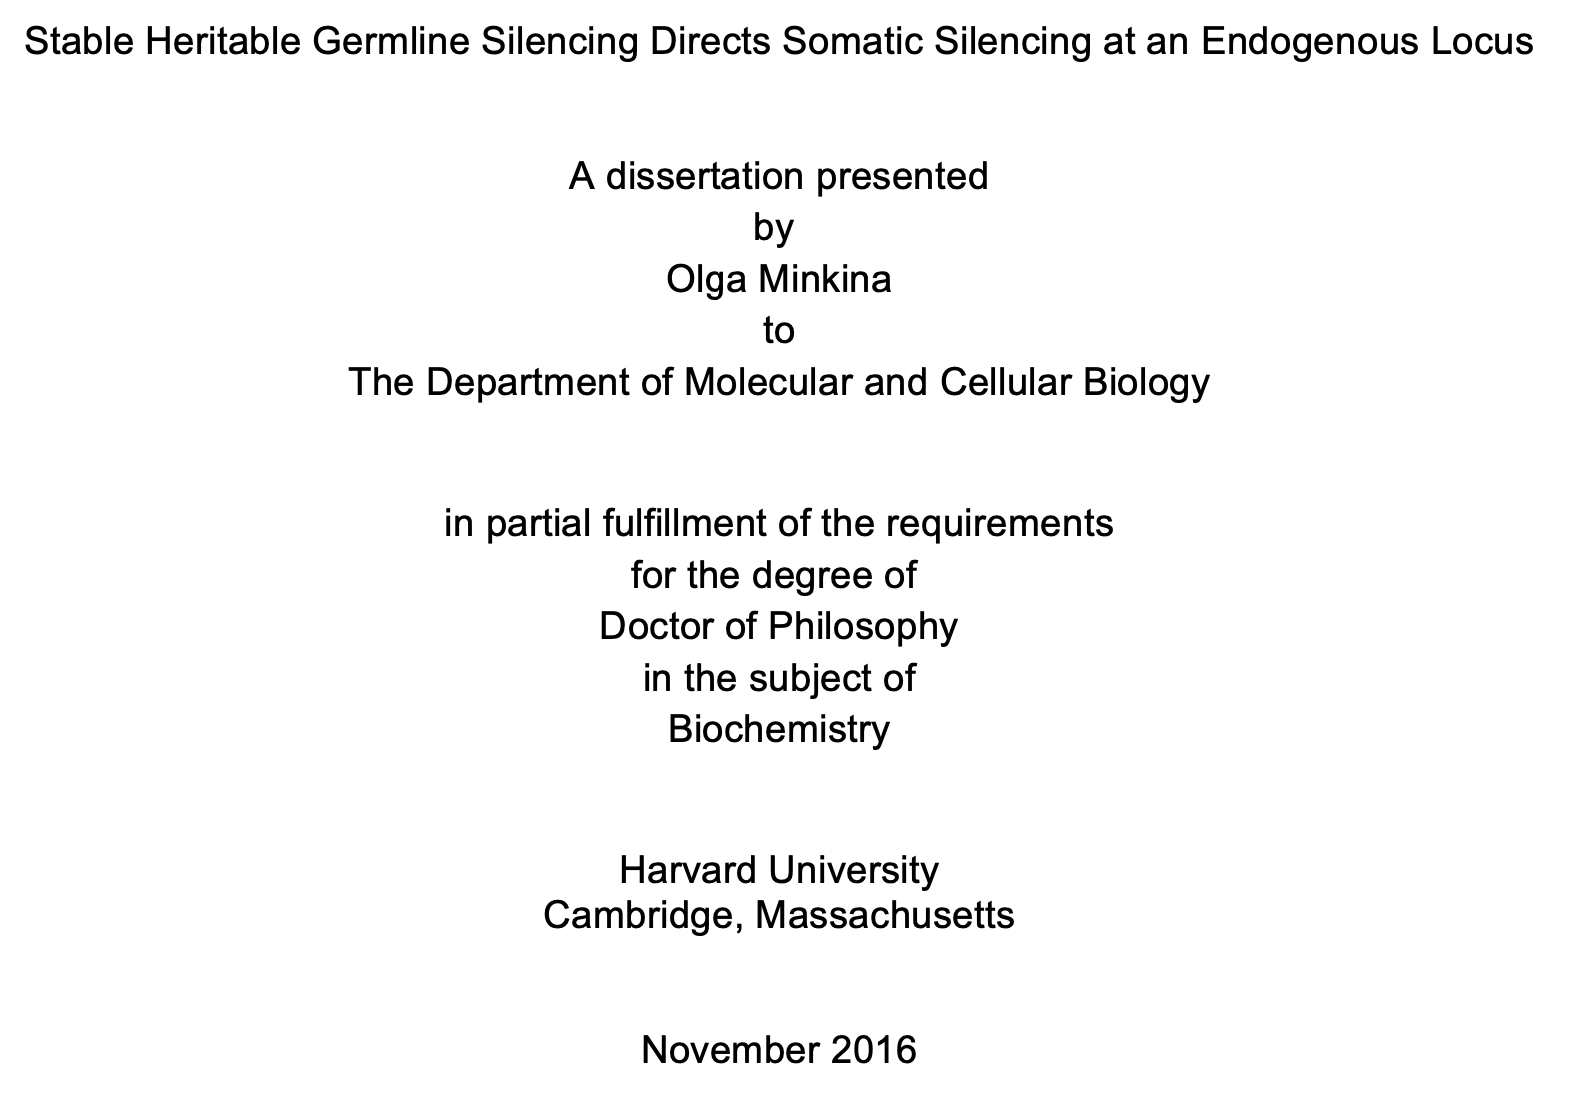 Stable Heritable Germline Silencing Directs Somatic Silencing at an Endogenous Locus
A dissertation presented
by
Olga Minkina
to
The Department of Molecular and Cellular Biology
in partial fulfillment of the requirements
for the degree of
Doctor of Philosophy
in the subject of
Biochemistry
Harvard University
Cambridge, Massachusetts
November 2016